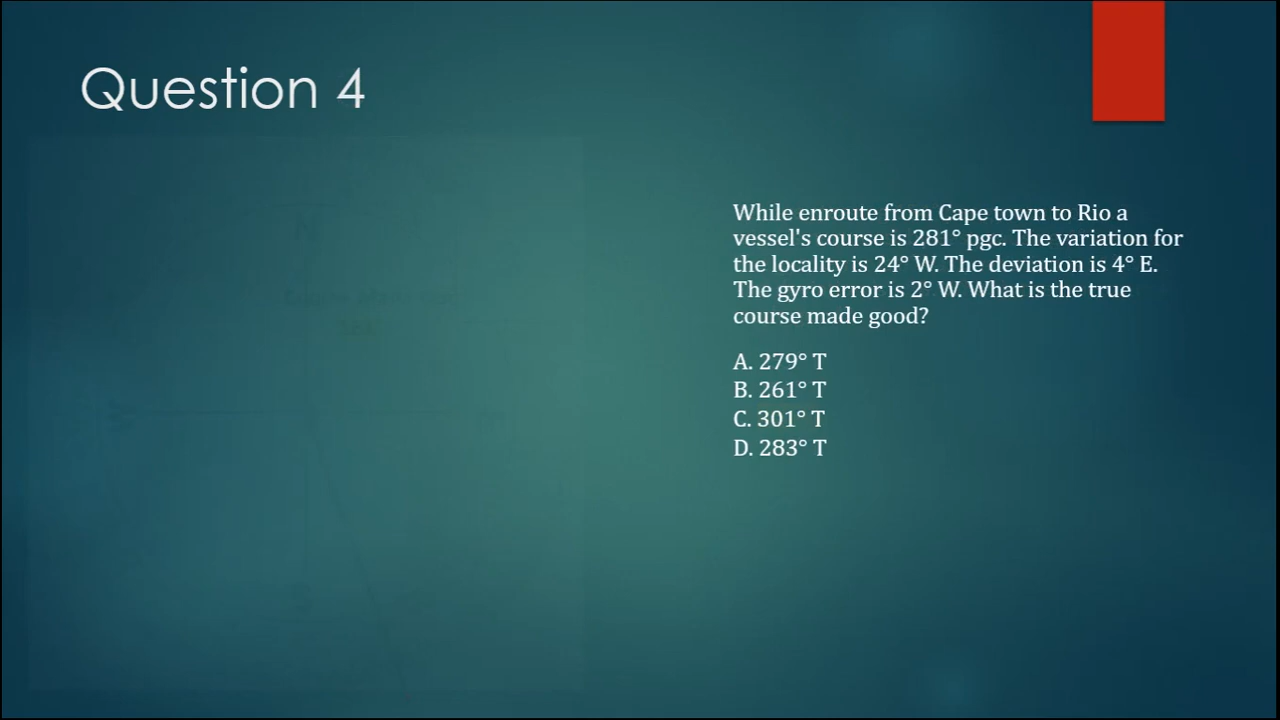 Question 4
While enroute from Cape town to Rio a
vessel's course is 281° pgc. The variation for
the locality is 24° W. The deviation is 4° E.
The gyro error is 2° W. What is the true
course made good?
A. 279° T
B. 261° T
C. 301° T
D. 283° T